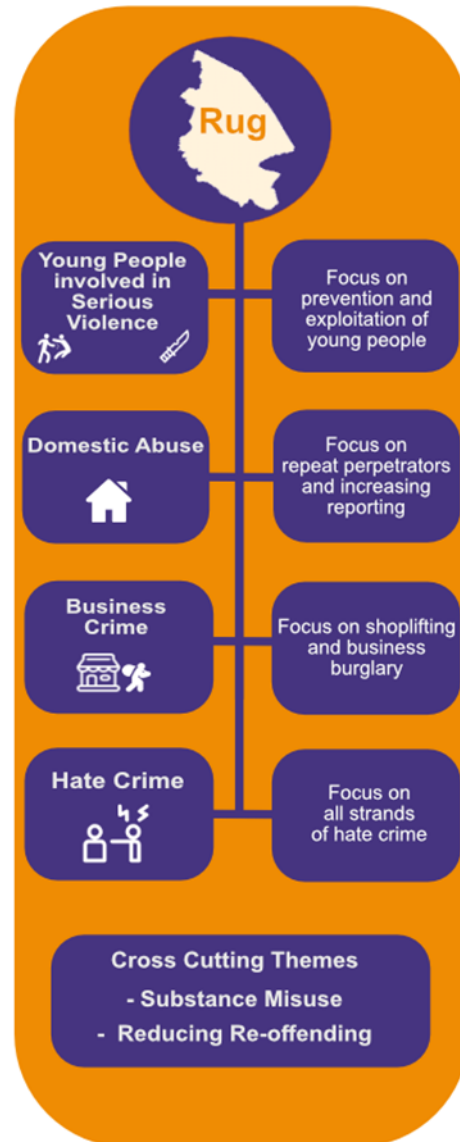 Rug
Young People
involved in
Serious
Violence
Focus on
prevention and
exploitation of
young people
Domestic Abuse
Focus on
repeat perpetrators
and increasing
reporting
Business
Crime
Focus on shoplifting
and business
burglary
Hate Crime
Focus on
all strands
of hate crime
Cross Cutting Themes
- Substance Misuse
- Reducing Re-offending